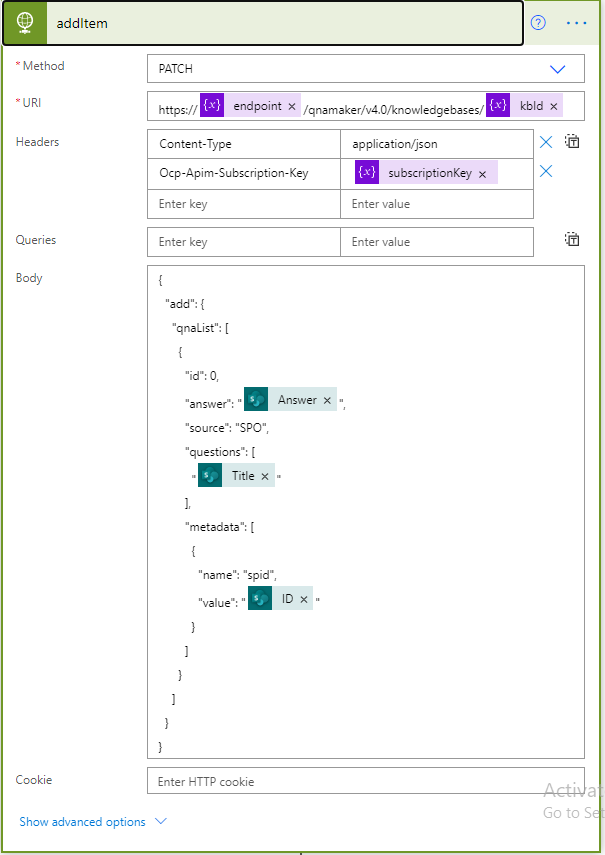 addItem
* Method
PATCH
* URI
https:// {x} endpoint × /qnamaker/v4.0/knowledgebases/ {x} kbId ×
Headers
Content-Type
application/json
Ocp-Apim-Subscription-Key
{x} subscriptionKey ×
Enter key
Enter value
Queries
Enter key
Enter value
Body
{
"add": {
"qnaList": [
{
"id": 0,
"answer": " Answer × ",
"source": "SPO",
"questions": [
" Title × "
],
"metadata": [
{
"name": "spid",
"value": " ID × "
}
]
}
]
}
}
Cookie
Enter HTTP cookie
Activat
Go to Set
Show advanced options